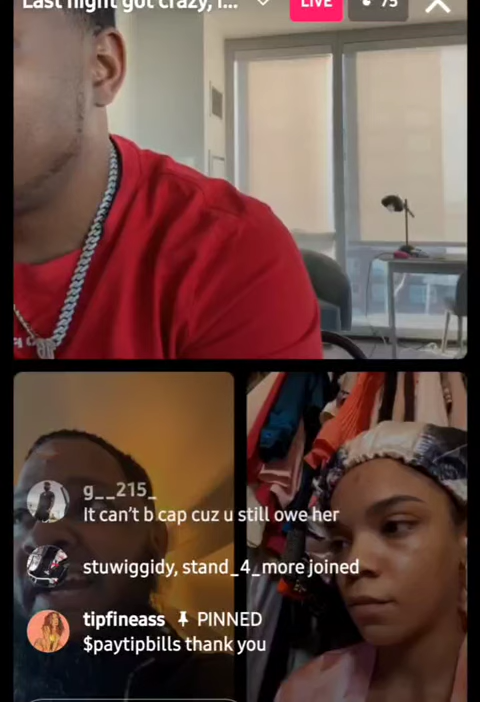 Last night got crazy, I...
LIVE
75
g__215_
It can't b cap cuz u still owe her
stuwiggidy, stand_4_more joined
tipfineass PINNED
$paytipbills thank you